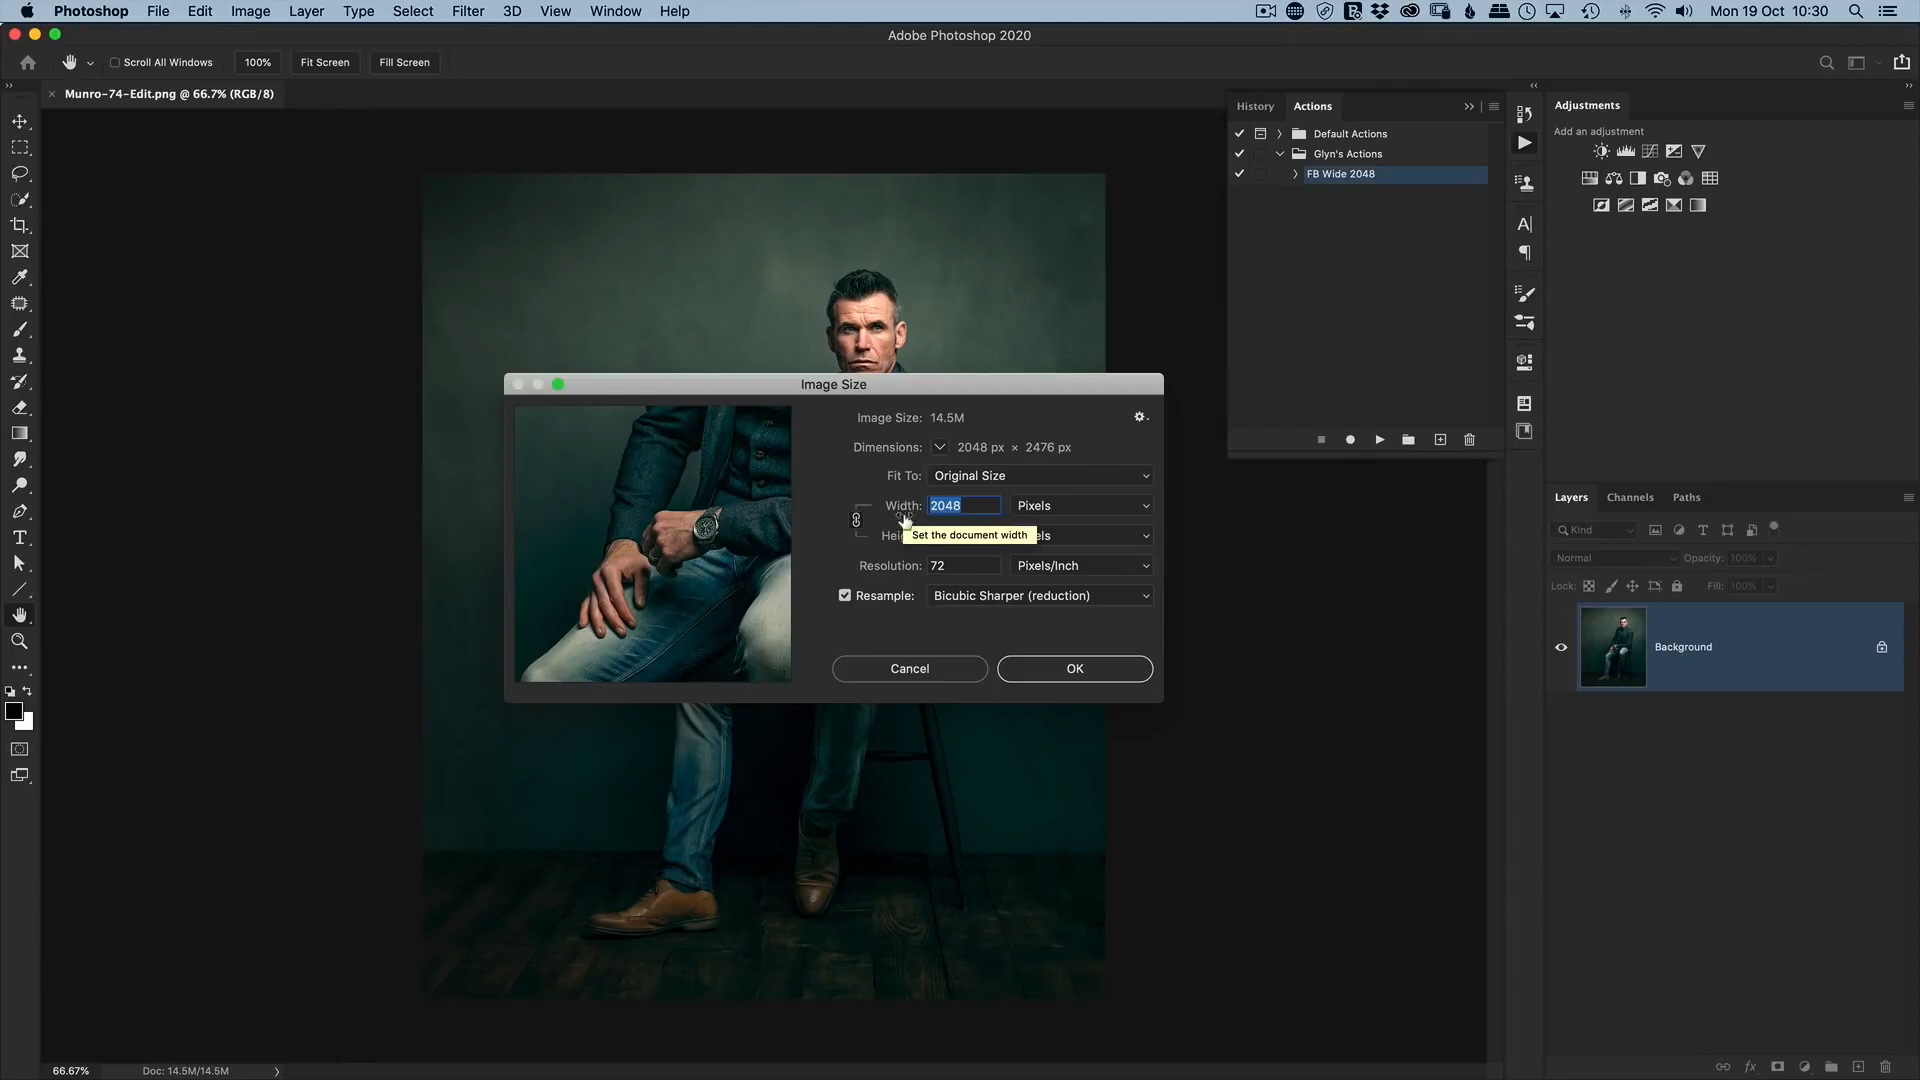 Photoshop File Edit Image Layer Type Select Filter 3D View Window Help Mon 19 Oct 10:30
Adobe Photoshop 2020
Scroll All Windows 100% Fit Screen Fill Screen
Munro-74-Edit.png @ 66.7% (RGB/8)
History Actions
Default Actions
Glyn's Actions
FB Wide 2048
Adjustments
Add an adjustment
Image Size
Image Size: 14.5M
Dimensions: 2048 px × 2476 px
Fit To: Original Size
Width: 2048 Pixels
Set the document width
Resolution: 72 Pixels/Inch
Resample: Bicubic Sharper (reduction)
Cancel OK
Layers Channels Paths
Kind
Normal Opacity: 100%
Lock: Fill: 100%
Background
66.67% Doc: 14.5M/14.5M